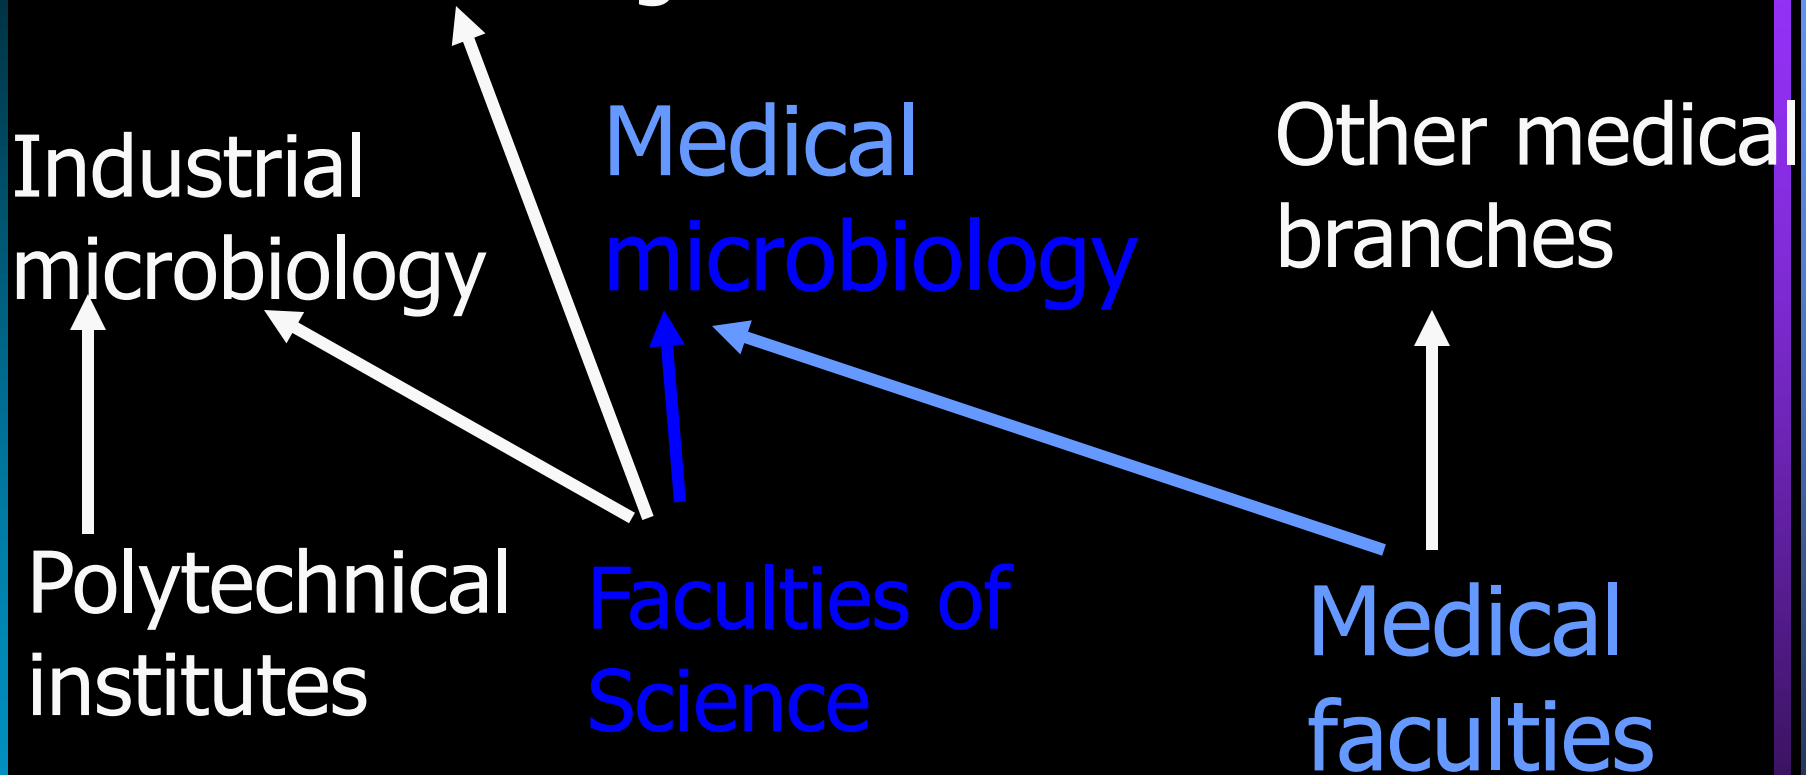 Industrial
microbiology
Medical
microbiology
Other medical
branches
Polytechnical
institutes
Faculties of
Science
Medical
faculties